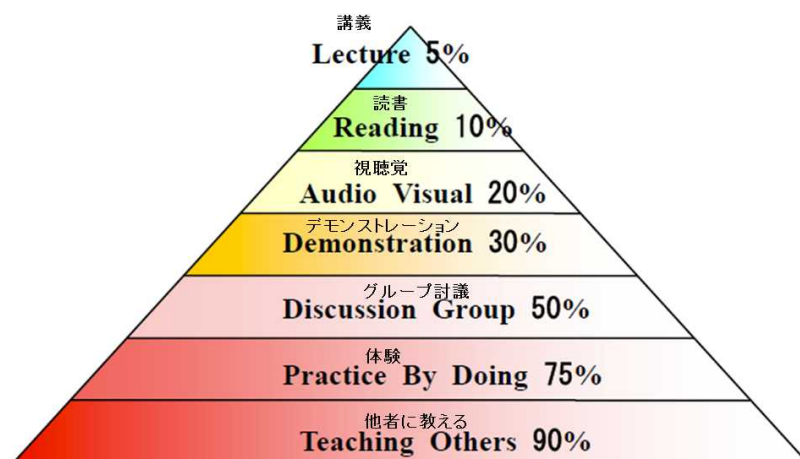 講義
Lecture 5%
読書
Reading 10%
視聴覚
Audio Visual 20%
デモンストレーション
Demonstration 30%
グループ討議
Discussion Group 50%
体験
Practice By Doing 75%
他者に教える
Teaching Others 90%